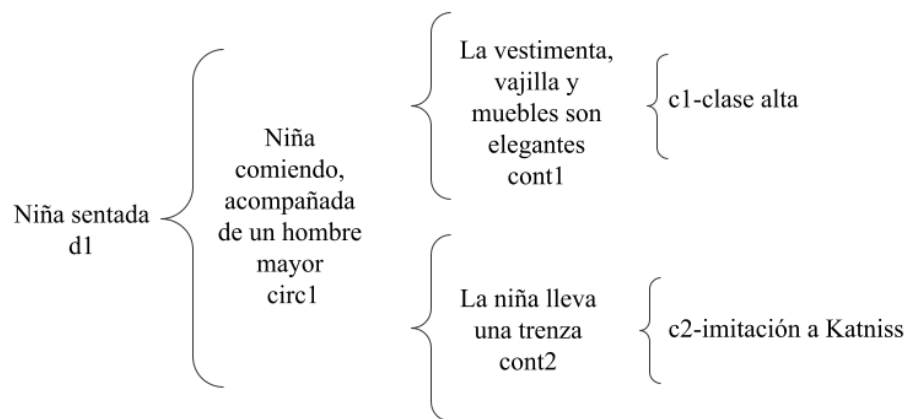 Niña sentada
d1
Niña
comiendo,
acompañada
de un hombre
mayor
circ1
La vestimenta,
vajilla y
muebles son
elegantes
cont1
c1-clase alta
La niña lleva
una trenza
cont2
c2-imitación a Katniss